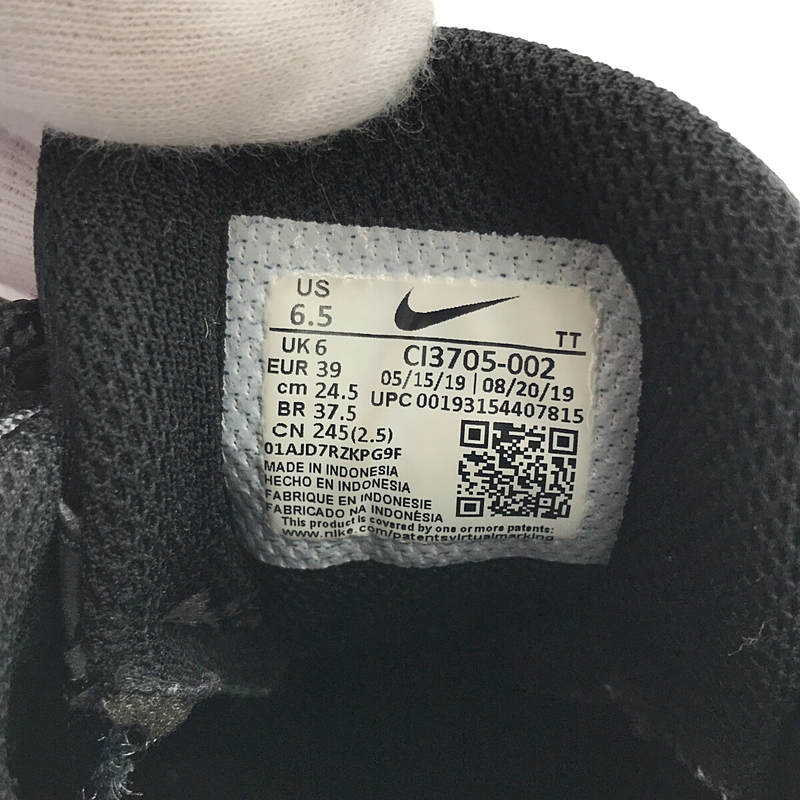 US
6.5
TT
UK 6
CI3705-002
EUR 39
05/15/19 | 08/20/19
cm 24.5
UPC 00193154407815
BR 37.5
CN 245(2.5)
01AJD7RZKPG9F
MADE IN INDONESIA
HECHO EN INDONESIA
FABRIQUE EN INDONESIE
FABRICADO NA INDONÉSIA
This product is covered by one or more patents:
www.nike.com/patentsvirtualmarking